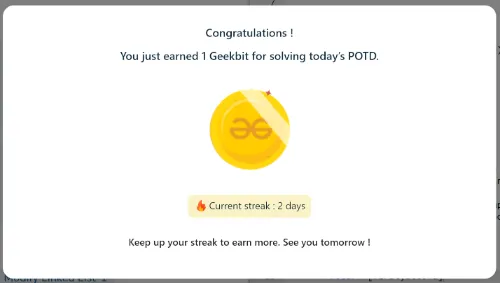 Congratulations !
You just earned 1 Geekbit for solving today's POTD.
Current streak : 2 days
Keep up your streak to earn more. See you tomorrow !